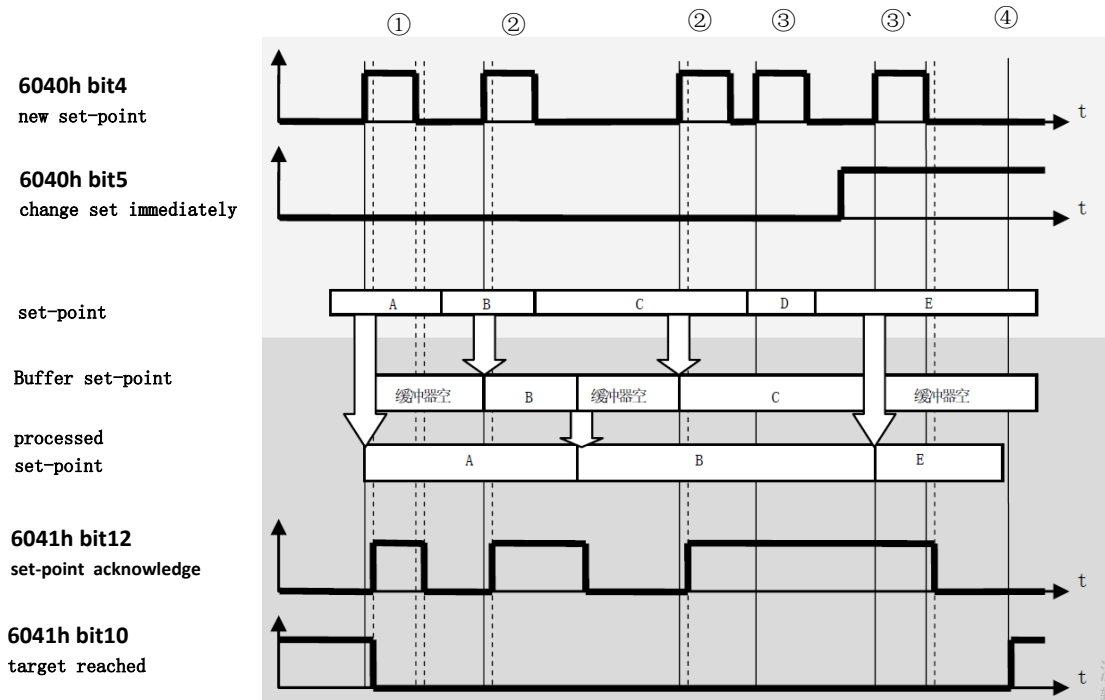 ① ② ② ③ ③` ④
6040h bit4
new set-point
t
6040h bit5
change set immediately
t
set-point
A B C D E
Buffer set-point
缓冲器空 B 缓冲器空 C 缓冲器空
processed
set-point
A B E
6041h bit12
set-point acknowledge
t
6041h bit10
target reached
t